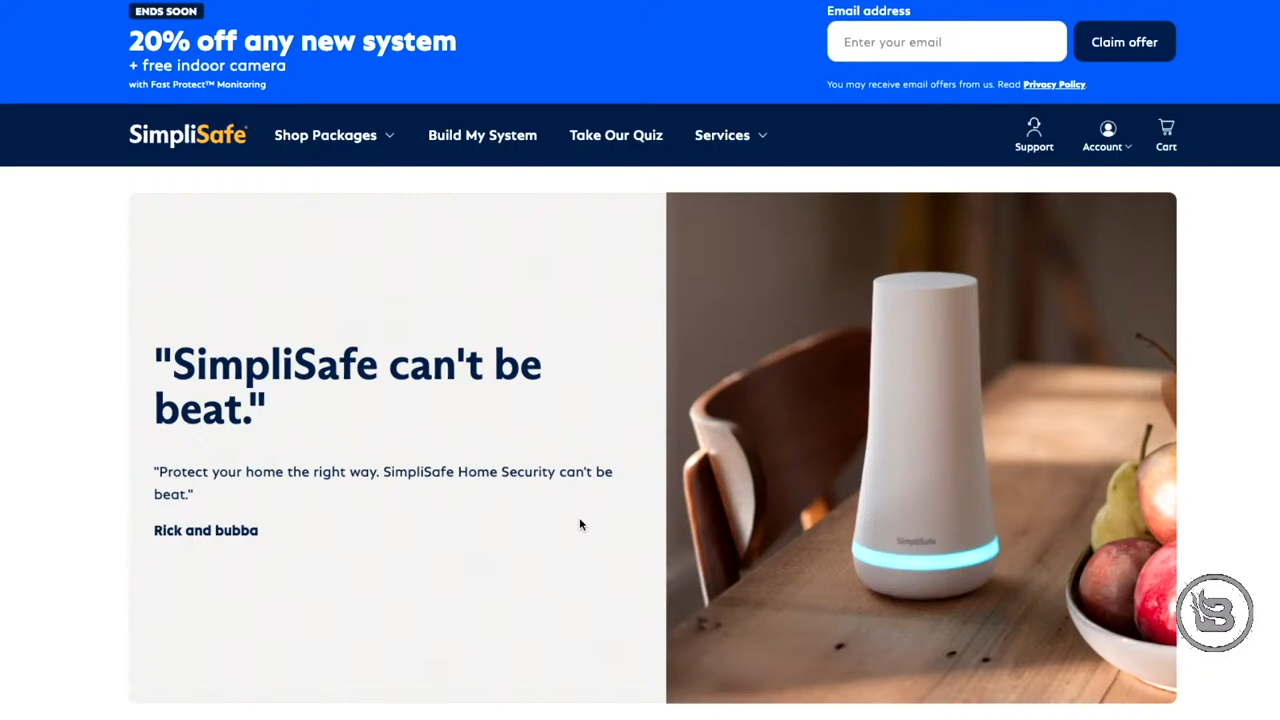 ENDS SOON
20% off any new system
+ free indoor camera
with Fast Protect™ Monitoring
Email address
Enter your email
Claim offer
You may receive email offers from us. Read Privacy Policy.
SimpliSafe
Shop Packages
Build My System
Take Our Quiz
Services
Support
Account
Cart
"SimpliSafe can't be
beat."
"Protect your home the right way. SimpliSafe Home Security can't be
beat."
Rick and bubba
SimpliSafe
B